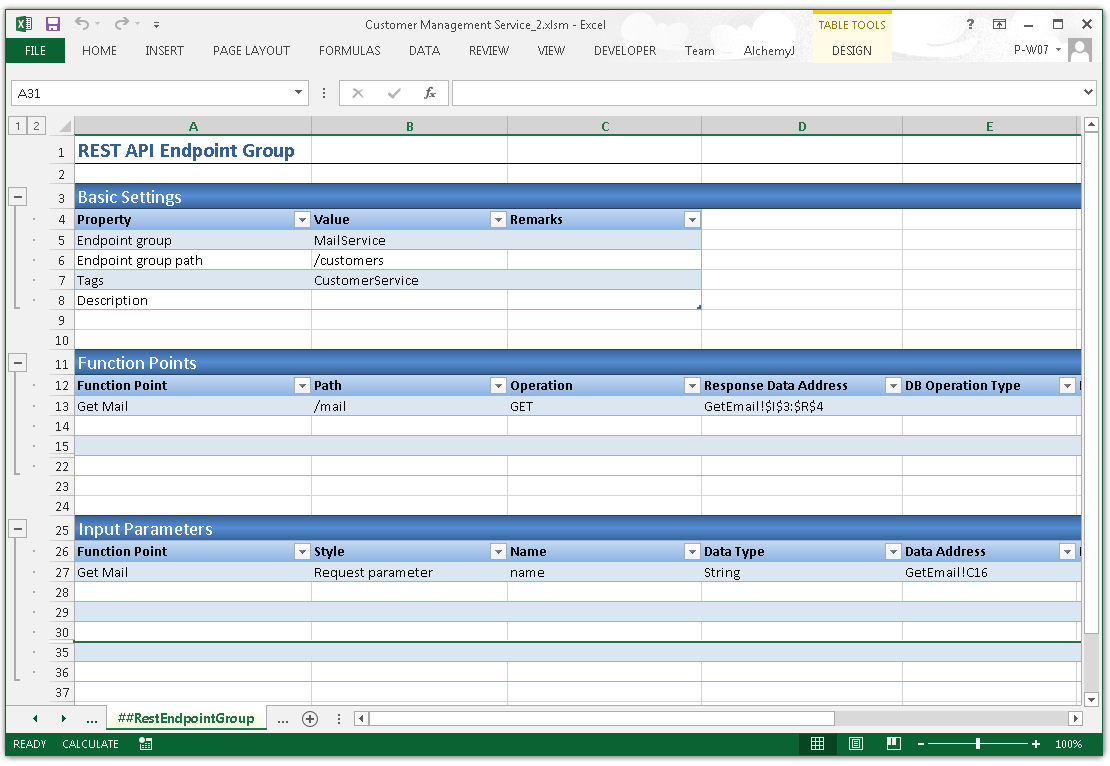 Customer Management Service_2.xlsm - Excel
TABLE TOOLS
?
FILE HOME INSERT PAGE LAYOUT FORMULAS DATA REVIEW VIEW DEVELOPER Team AlchemyJ DESIGN P-W07
A31 fx
1 2 A B C D E
1 REST API Endpoint Group
2
3 Basic Settings
4 Property Value Remarks
5 Endpoint group MailService
6 Endpoint group path /customers
7 Tags CustomerService
8 Description
9
10
11 Function Points
12 Function Point Path Operation Response Data Address DB Operation Type
13 Get Mail /mail GET GetEmail!$I$3:$R$4
14
15
22
23
24
25 Input Parameters
26 Function Point Style Name Data Type Data Address
27 Get Mail Request parameter name String GetEmail!C16
28
29
30
35
36
37
... ##RestEndpointGroup ...
READY CALCULATE 100%